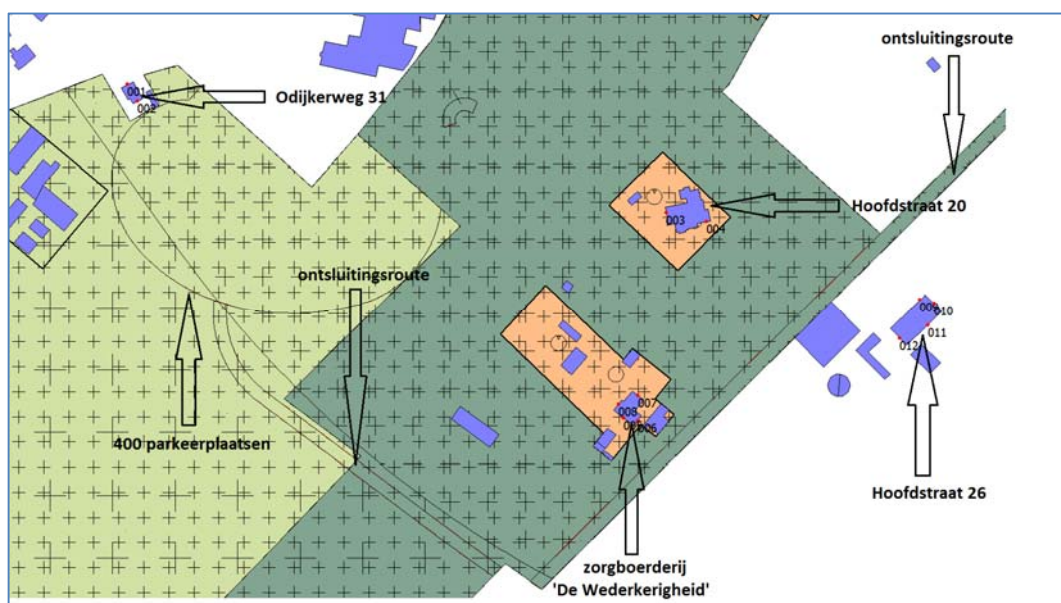 ontsluitingsroute
001
Odijkerweg 31
002
Hoofdstraat 20
003
004
ontsluitingsroute
009
010
011
012
007
008
006
400 parkeerplaatsen
Hoofdstraat 26
zorgboerderij
'De Wederkerigheid'